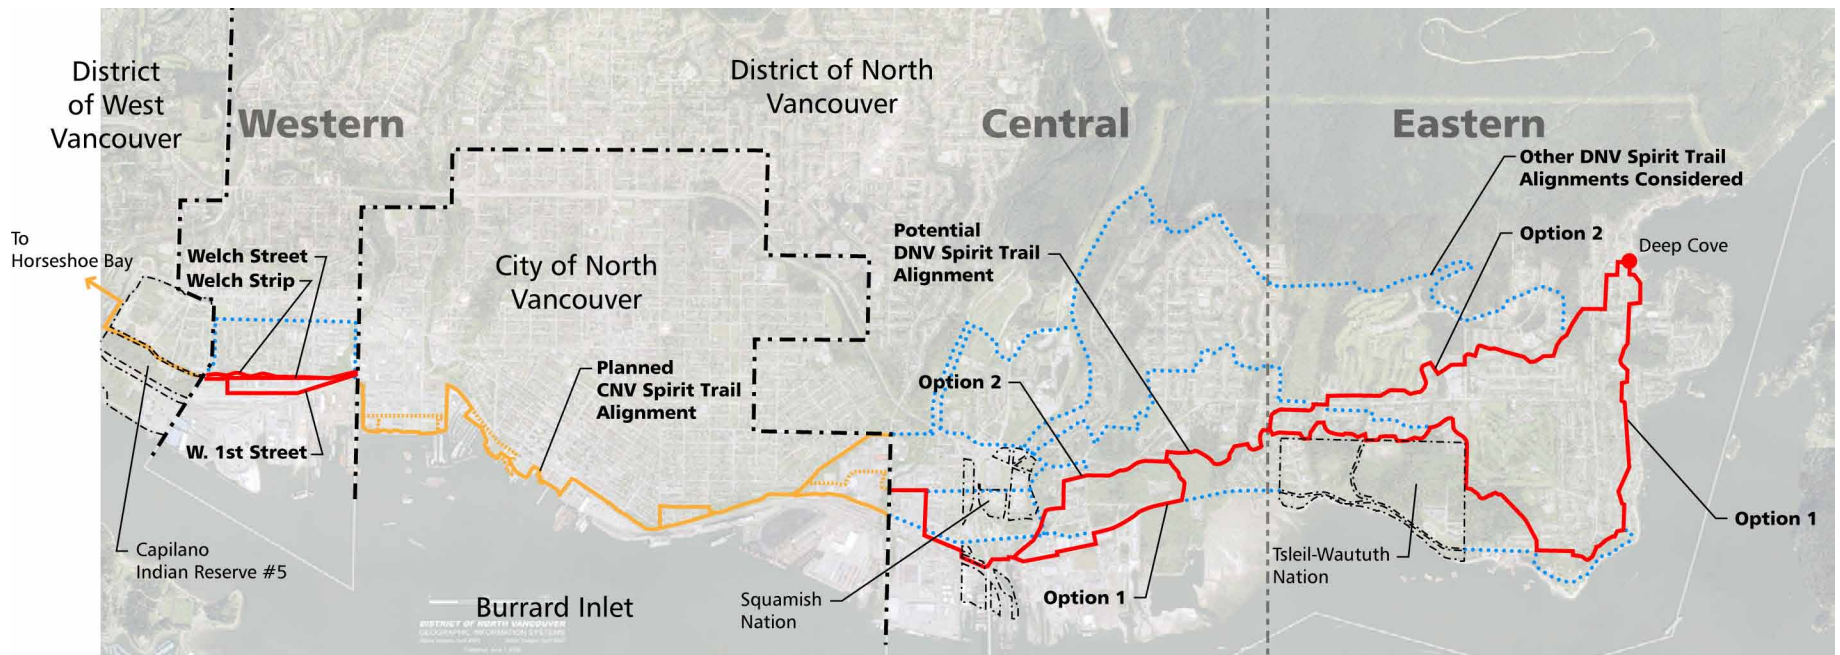 District
of West
Vancouver
Western
District of North
Vancouver
Central
Eastern
Other DNV Spirit Trail
Alignments Considered
Option 2
Deep Cove
To
Horseshoe Bay
Welch Street
Welch Strip
City of North
Vancouver
Potential
DNV Spirit Trail
Alignment
Planned
CNV Spirit Trail
Alignment
Option 2
W. 1st Street
Option 1
Capilano
Indian Reserve #5
Tsleil-Waututh
Nation
Squamish
Nation
Option 1
Burrard Inlet
DISTRICT OF NORTH VANCOUVER
GEOGRAPHIC INFORMATION SYSTEMS